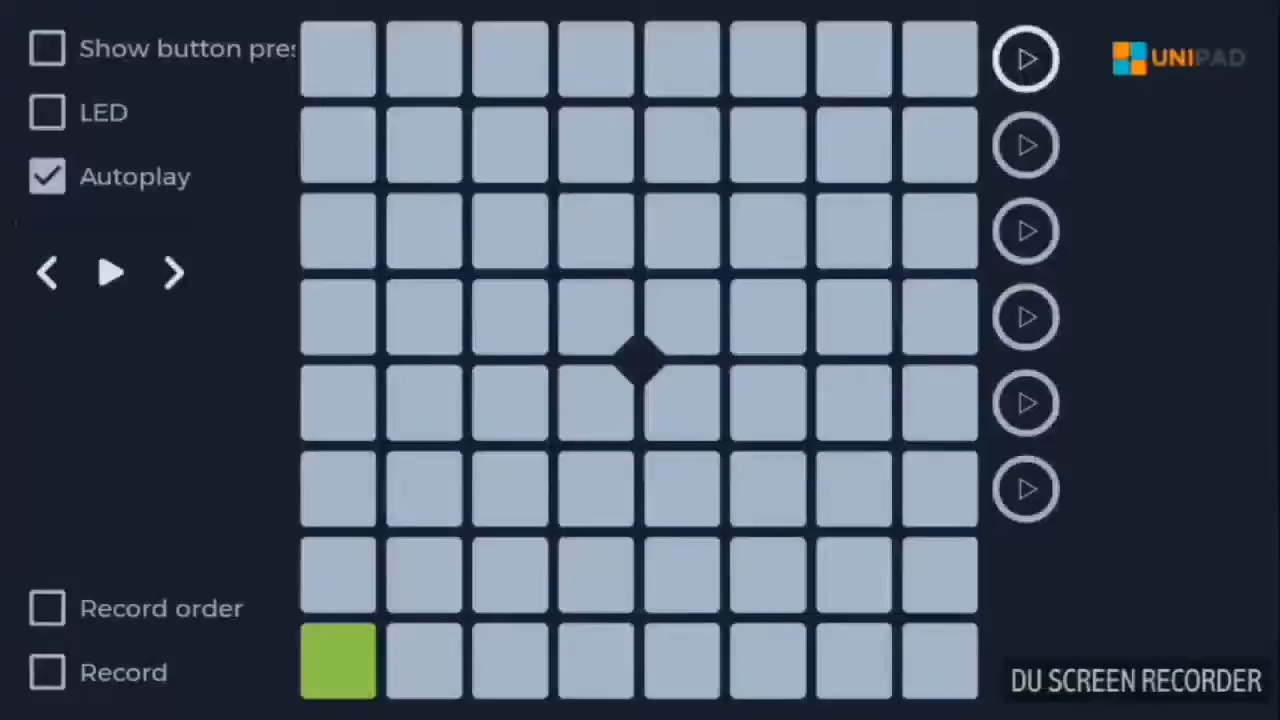 Show button pres
LED
Autoplay
Record order
Record
UNIPAD
DU SCREEN RECORDER